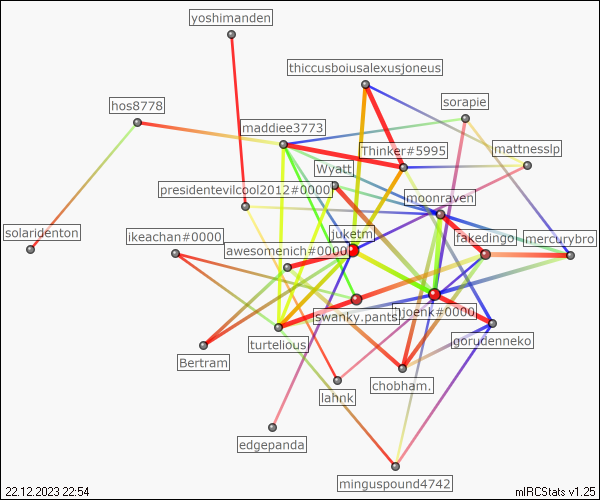 yoshimanden
thiccusboiusalexusjoneus
hos8778
sorapie
maddiee3773
Thinker#5995
mattnesslp
Wyatt
presidentevilcool2012#0000
moonraven
solaridenton
ikeachan#0000
juketm
fakedingo
mercurybro
awesomenich#0000
swanky.pants
hjoenk#0000
turtelious
gorudenneko
Bertram
chobham.
lahnk
edgepanda
minguspound4742
22.12.2023 22:54
mIRCStats v1.25